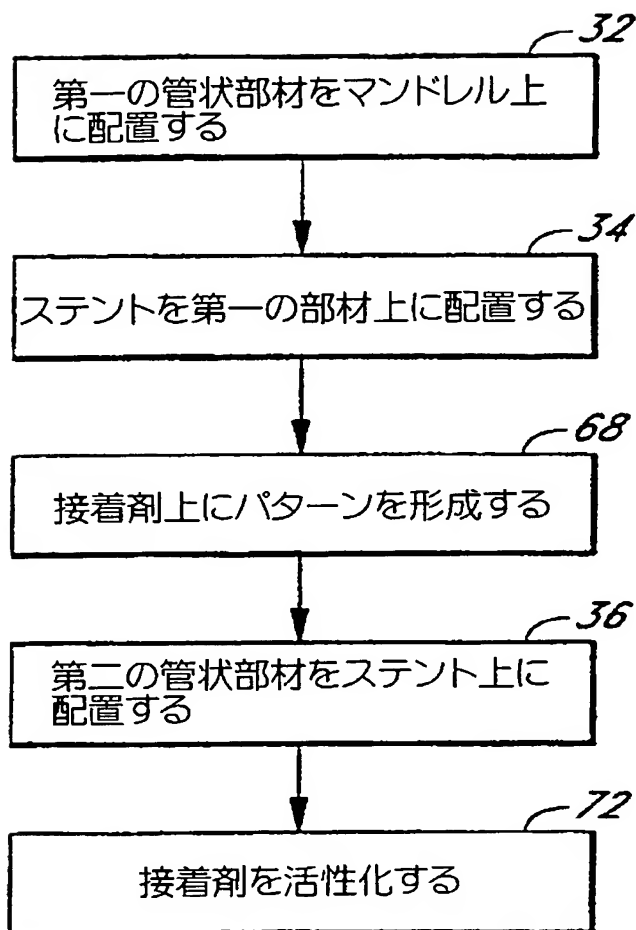 32
第一の管状部材をマンドレル上
に配置する
34
ステントを第一の部材上に配置する
68
接着剤上にパターンを形成する
36
第二の管状部材をステント上に
配置する
72
接着剤を活性化する